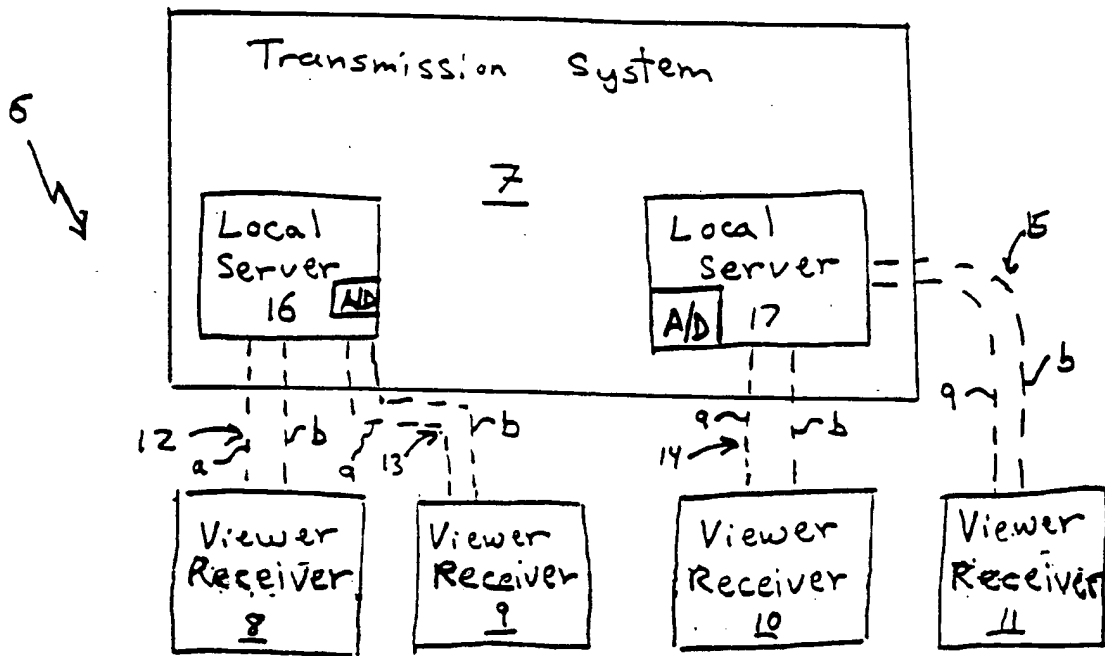 Transmission System
6
7
Local
Server
16
A/D
Local
Server
17
A/D
15
a
b
12
a
b
a
13
b
a
14
b
Viewer
Receiver
8
Viewer
Receiver
9
Viewer
Receiver
10
Viewer
Receiver
11